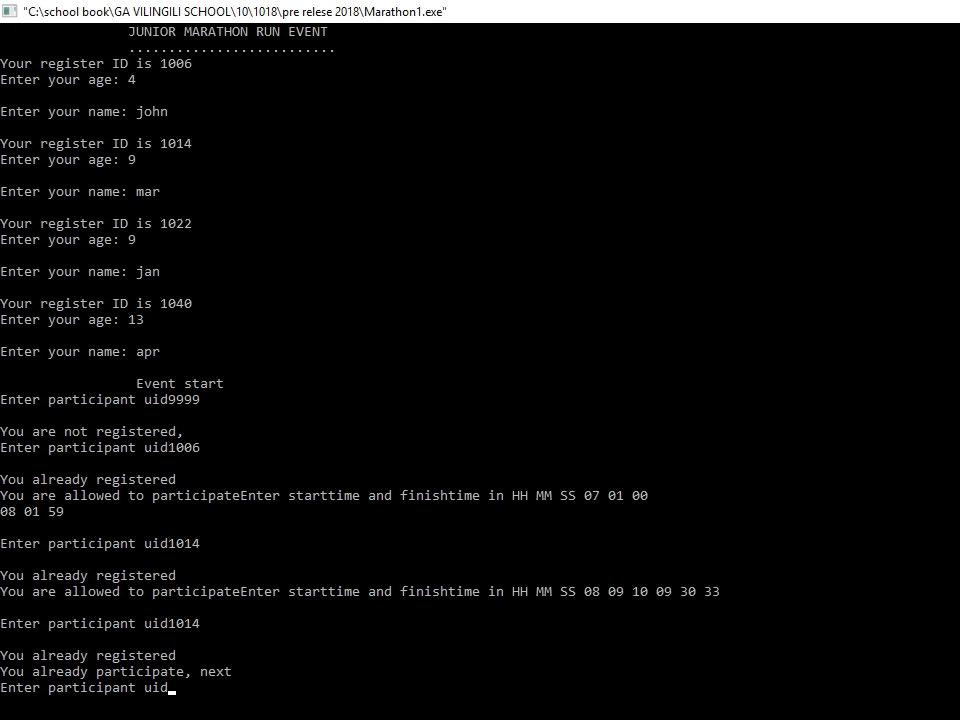 "C:\school book\GA VILINGILI SCHOOL\10\1018\pre relese 2018\Marathon1.exe"
JUNIOR MARATHON RUN EVENT
..........................
Your register ID is 1006
Enter your age: 4
Enter your name: john
Your register ID is 1014
Enter your age: 9
Enter your name: mar
Your register ID is 1022
Enter your age: 9
Enter your name: jan
Your register ID is 1040
Enter your age: 13
Enter your name: apr
Event start
Enter participant uid9999
You are not registered,
Enter participant uid1006
You already registered
You are allowed to participateEnter starttime and finishtime in HH MM SS 07 01 00
08 01 59
Enter participant uid1014
You already registered
You are allowed to participateEnter starttime and finishtime in HH MM SS 08 09 10 09 30 33
Enter participant uid1014
You already registered
You already participate, next
Enter participant uid